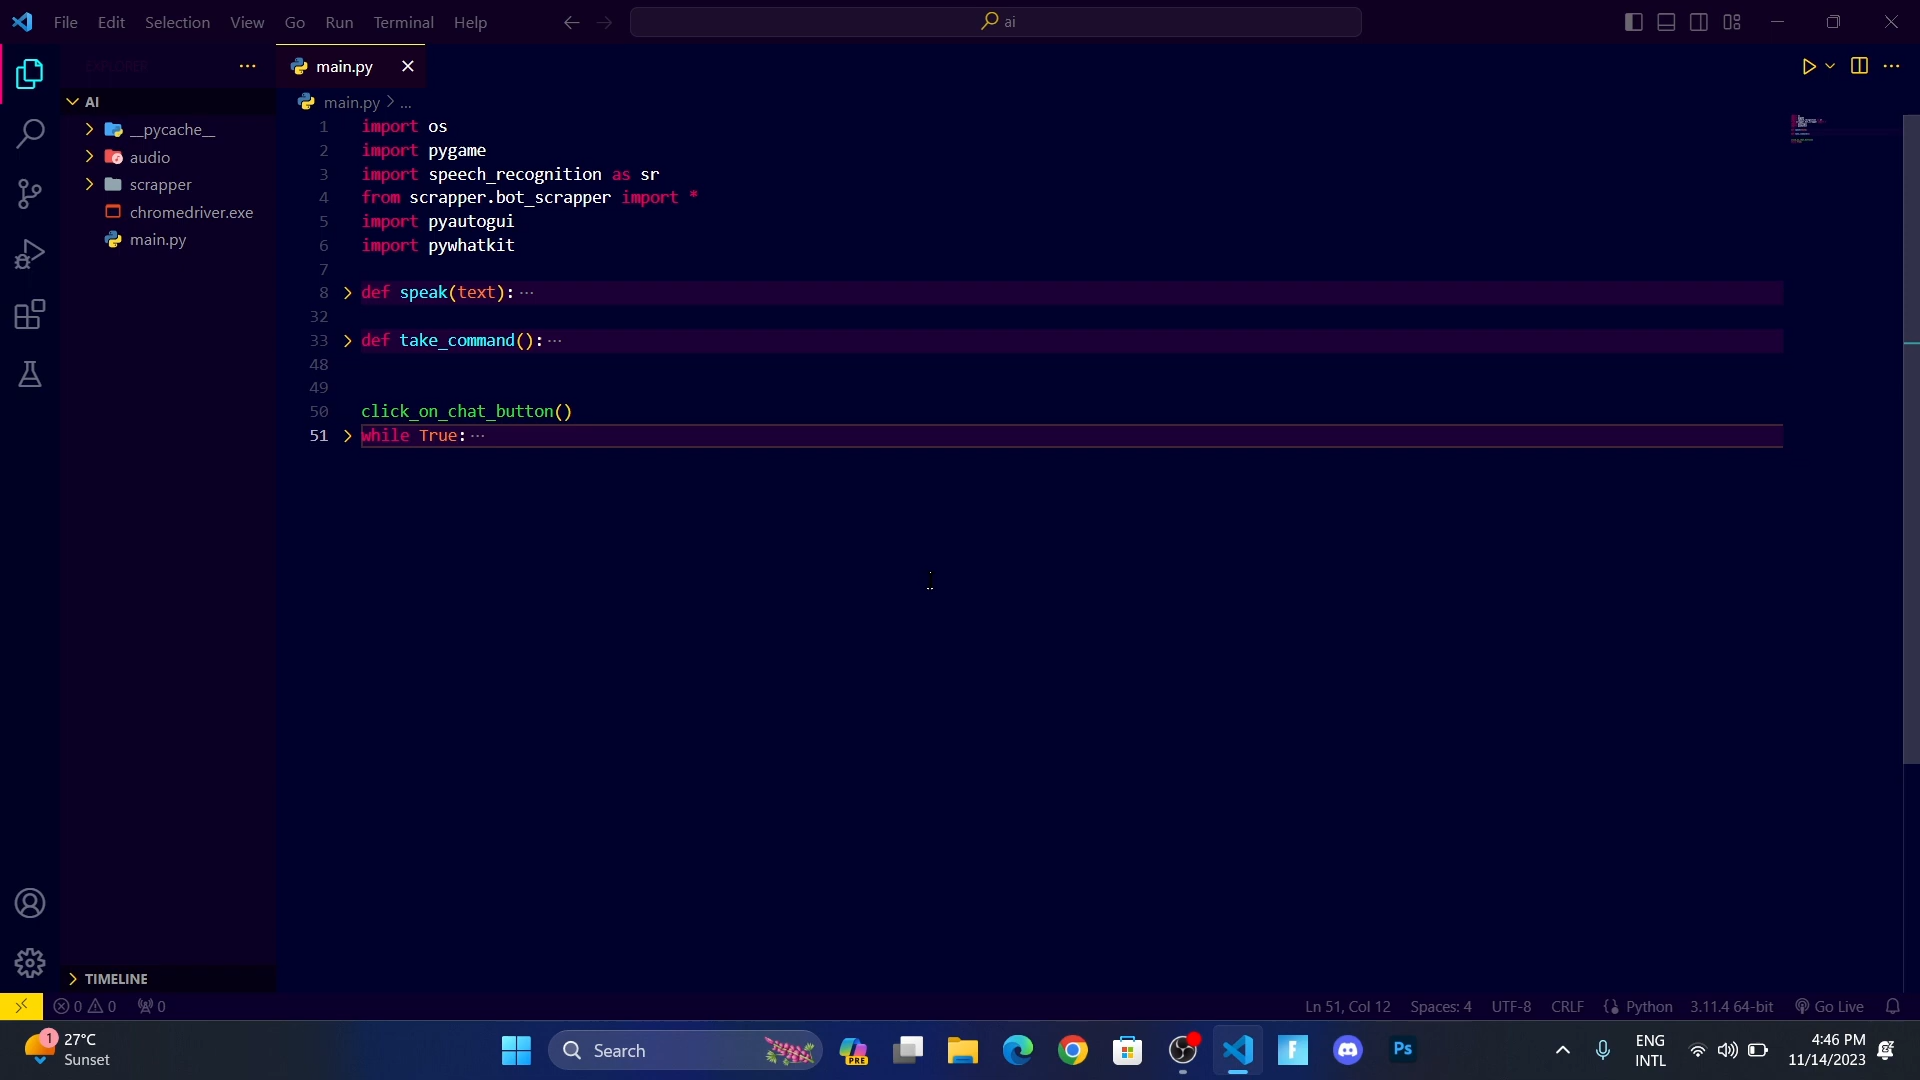 File Edit Selection View Go Run Terminal Help
ai
EXPLORER
main.py
AI
__pycache__
audio
scrapper
chromedriver.exe
main.py
main.py > ...
1 import os
2 import pygame
3 import speech_recognition as sr
4 from scrapper.bot_scrapper import *
5 import pyautogui
6 import pywhatkit
7
8 def speak(text):···
32
33 def take_command():···
48
49
50 click_on_chat_button()
51 while True:···
TIMELINE
0 0 0
Ln 51, Col 12 Spaces: 4 UTF-8 CRLF Python 3.11.4 64-bit Go Live
1
27°C
Sunset
Search
PRE
F
Ps
ENG
INTL
4:46 PM
11/14/2023